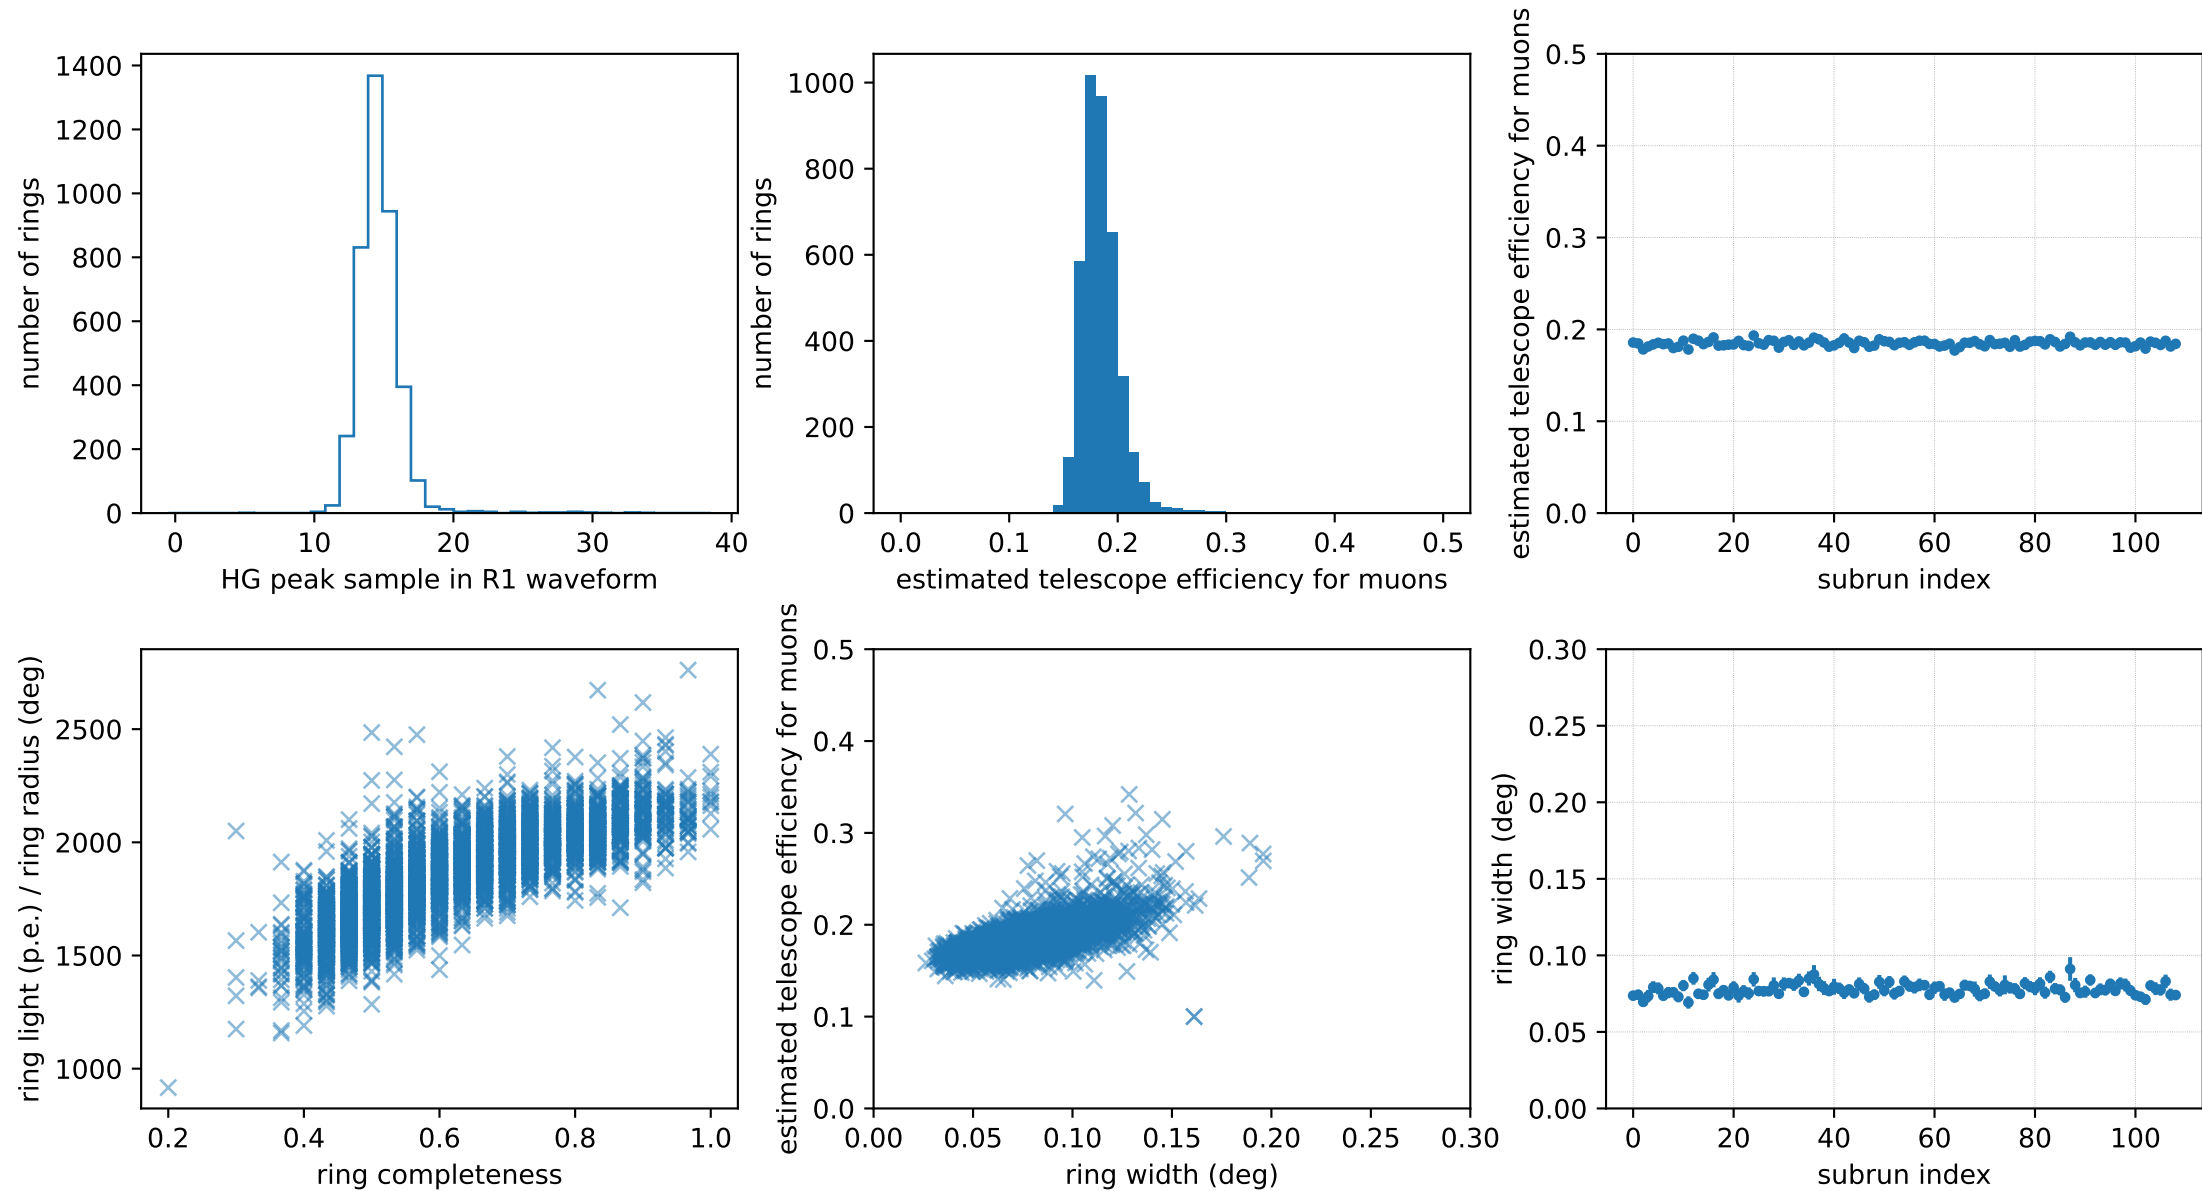 number of rings
1400
1200
1000
800
600
400
200
0
0 10 20 30 40
HG peak sample in R1 waveform
number of rings
1000
800
600
400
200
0
0.0 0.1 0.2 0.3 0.4 0.5
estimated telescope efficiency for muons
estimated telescope efficiency for muons
0.5
0.4
0.3
0.2
0.1
0.0
0 20 40 60 80 100
subrun index
ring light (p.e.) / ring radius (deg)
2500
2000
1500
1000
0.2 0.4 0.6 0.8 1.0
ring completeness
estimated telescope efficiency for muons
0.5
0.4
0.3
0.2
0.1
0.0
0.00 0.05 0.10 0.15 0.20 0.25 0.30
ring width (deg)
ring width (deg)
0.30
0.25
0.20
0.15
0.10
0.05
0.00
0 20 40 60 80 100
subrun index